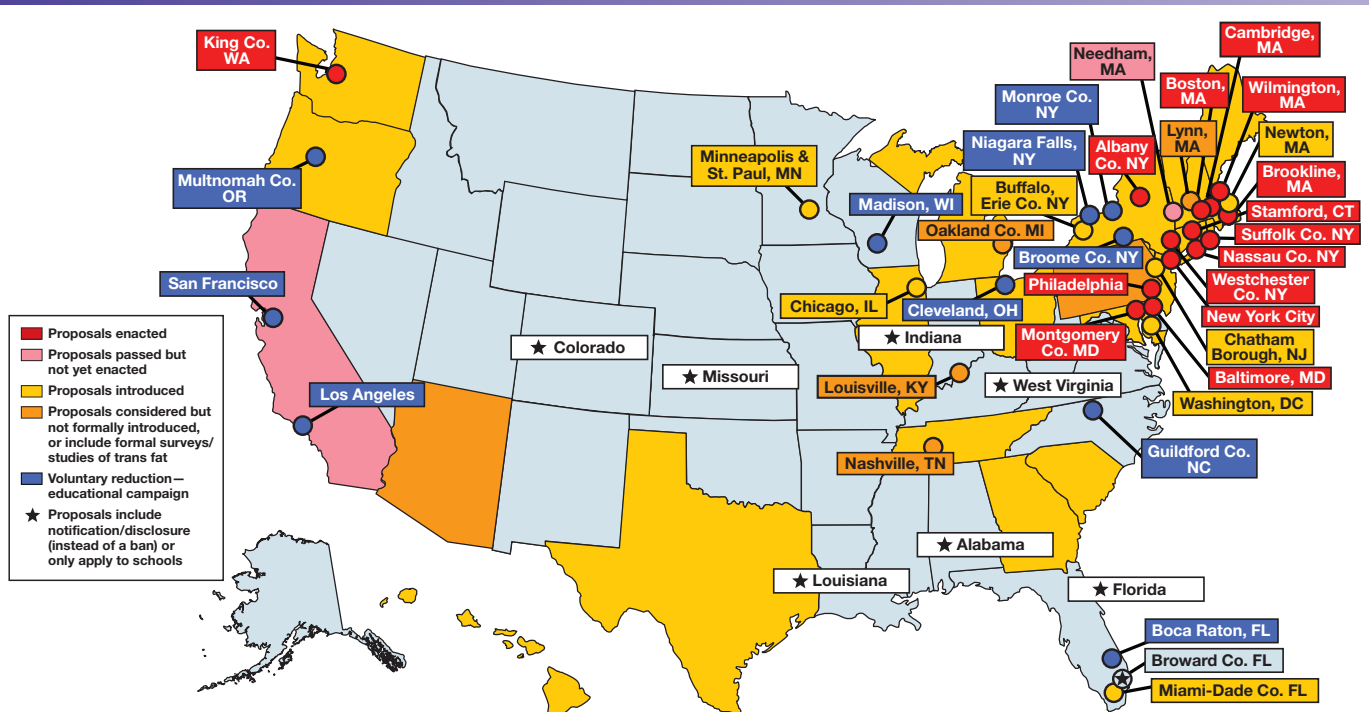 King Co.
WA
Multnomah Co.
OR
San Francisco
Los Angeles
Proposals enacted
Proposals passed but
not yet enacted
Proposals introduced
Proposals considered but
not formally introduced,
or include formal surveys/
studies of trans fat
Voluntary reduction—
educational campaign
Proposals include
notification/disclosure
(instead of a ban) or
only apply to schools
Colorado
Missouri
Minneapolis &
St. Paul, MN
Madison, WI
Chicago, IL
Indiana
Louisville, KY
Nashville, TN
Alabama
Louisiana
Florida
West Virginia
Cleveland, OH
Oakland Co. MI
Buffalo,
Erie Co. NY
Niagara Falls,
NY
Monroe Co.
NY
Albany
Co. NY
Broome Co. NY
Needham,
MA
Boston,
MA
Lynn,
MA
Cambridge,
MA
Wilmington,
MA
Newton,
MA
Brookline,
MA
Stamford, CT
Suffolk Co. NY
Nassau Co. NY
Westchester
Co. NY
New York City
Chatham
Borough, NJ
Baltimore, MD
Washington, DC
Philadelphia
Montgomery
Co. MD
Guildford Co.
NC
Boca Raton, FL
Broward Co. FL
Miami-Dade Co. FL